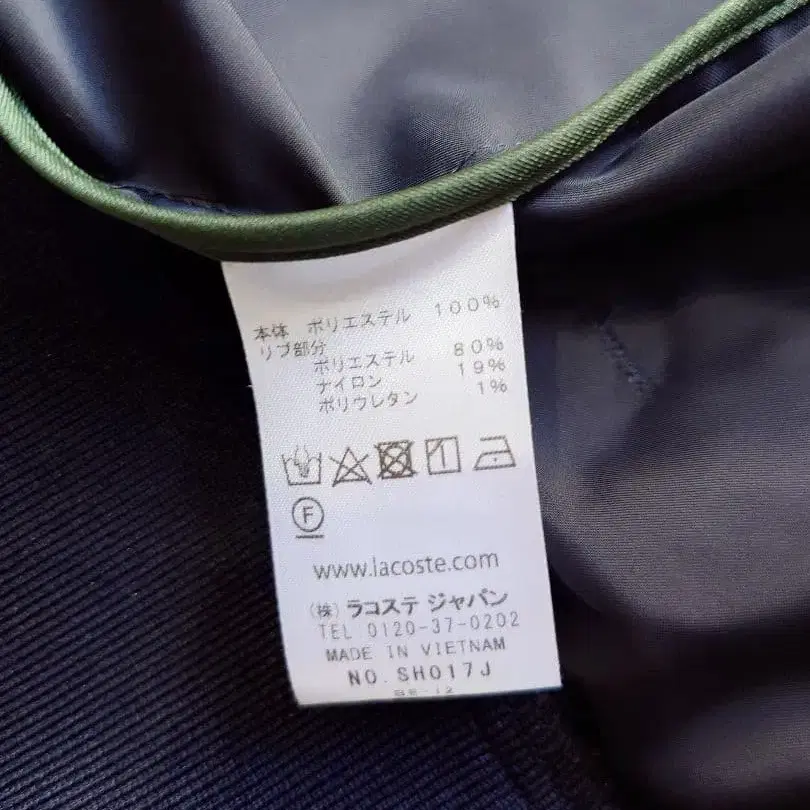 本体 ポリエステル 100%
リブ部分
ポリエステル 80%
ナイロン 19%
ポリウレタン 1%
F
www.lacoste.com
(株) ラコステ ジャパン
TEL 0120-37-0202
MADE IN VIETNAM
NO. SH017J